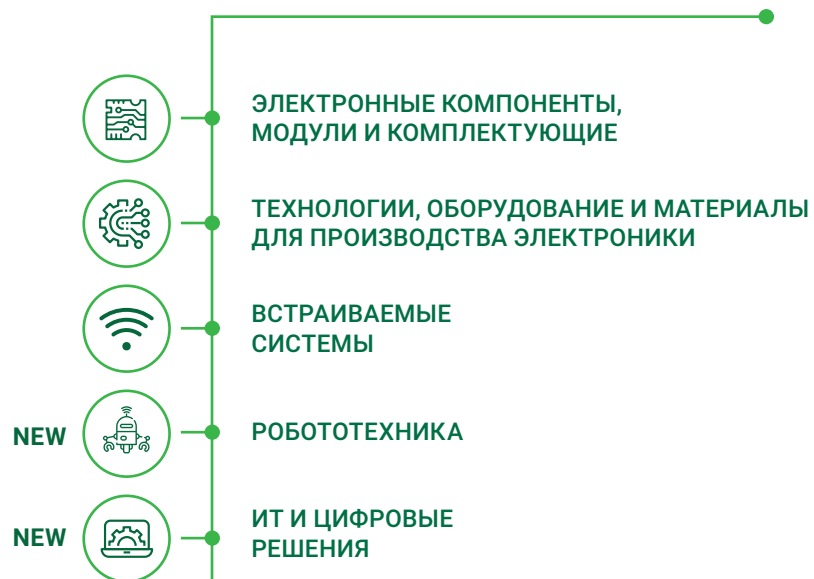 ЭЛЕКТРОННЫЕ КОМПОНЕНТЫ,
МОДУЛИ И КОМПЛЕКТУЮЩИЕ
ТЕХНОЛОГИИ, ОБОРУДОВАНИЕ И МАТЕРИАЛЫ
ДЛЯ ПРОИЗВОДСТВА ЭЛЕКТРОНИКИ
ВСТРАИВАЕМЫЕ
СИСТЕМЫ
NEW
РОБОТОТЕХНИКА
NEW
ИТ И ЦИФРОВЫЕ
РЕШЕНИЯ